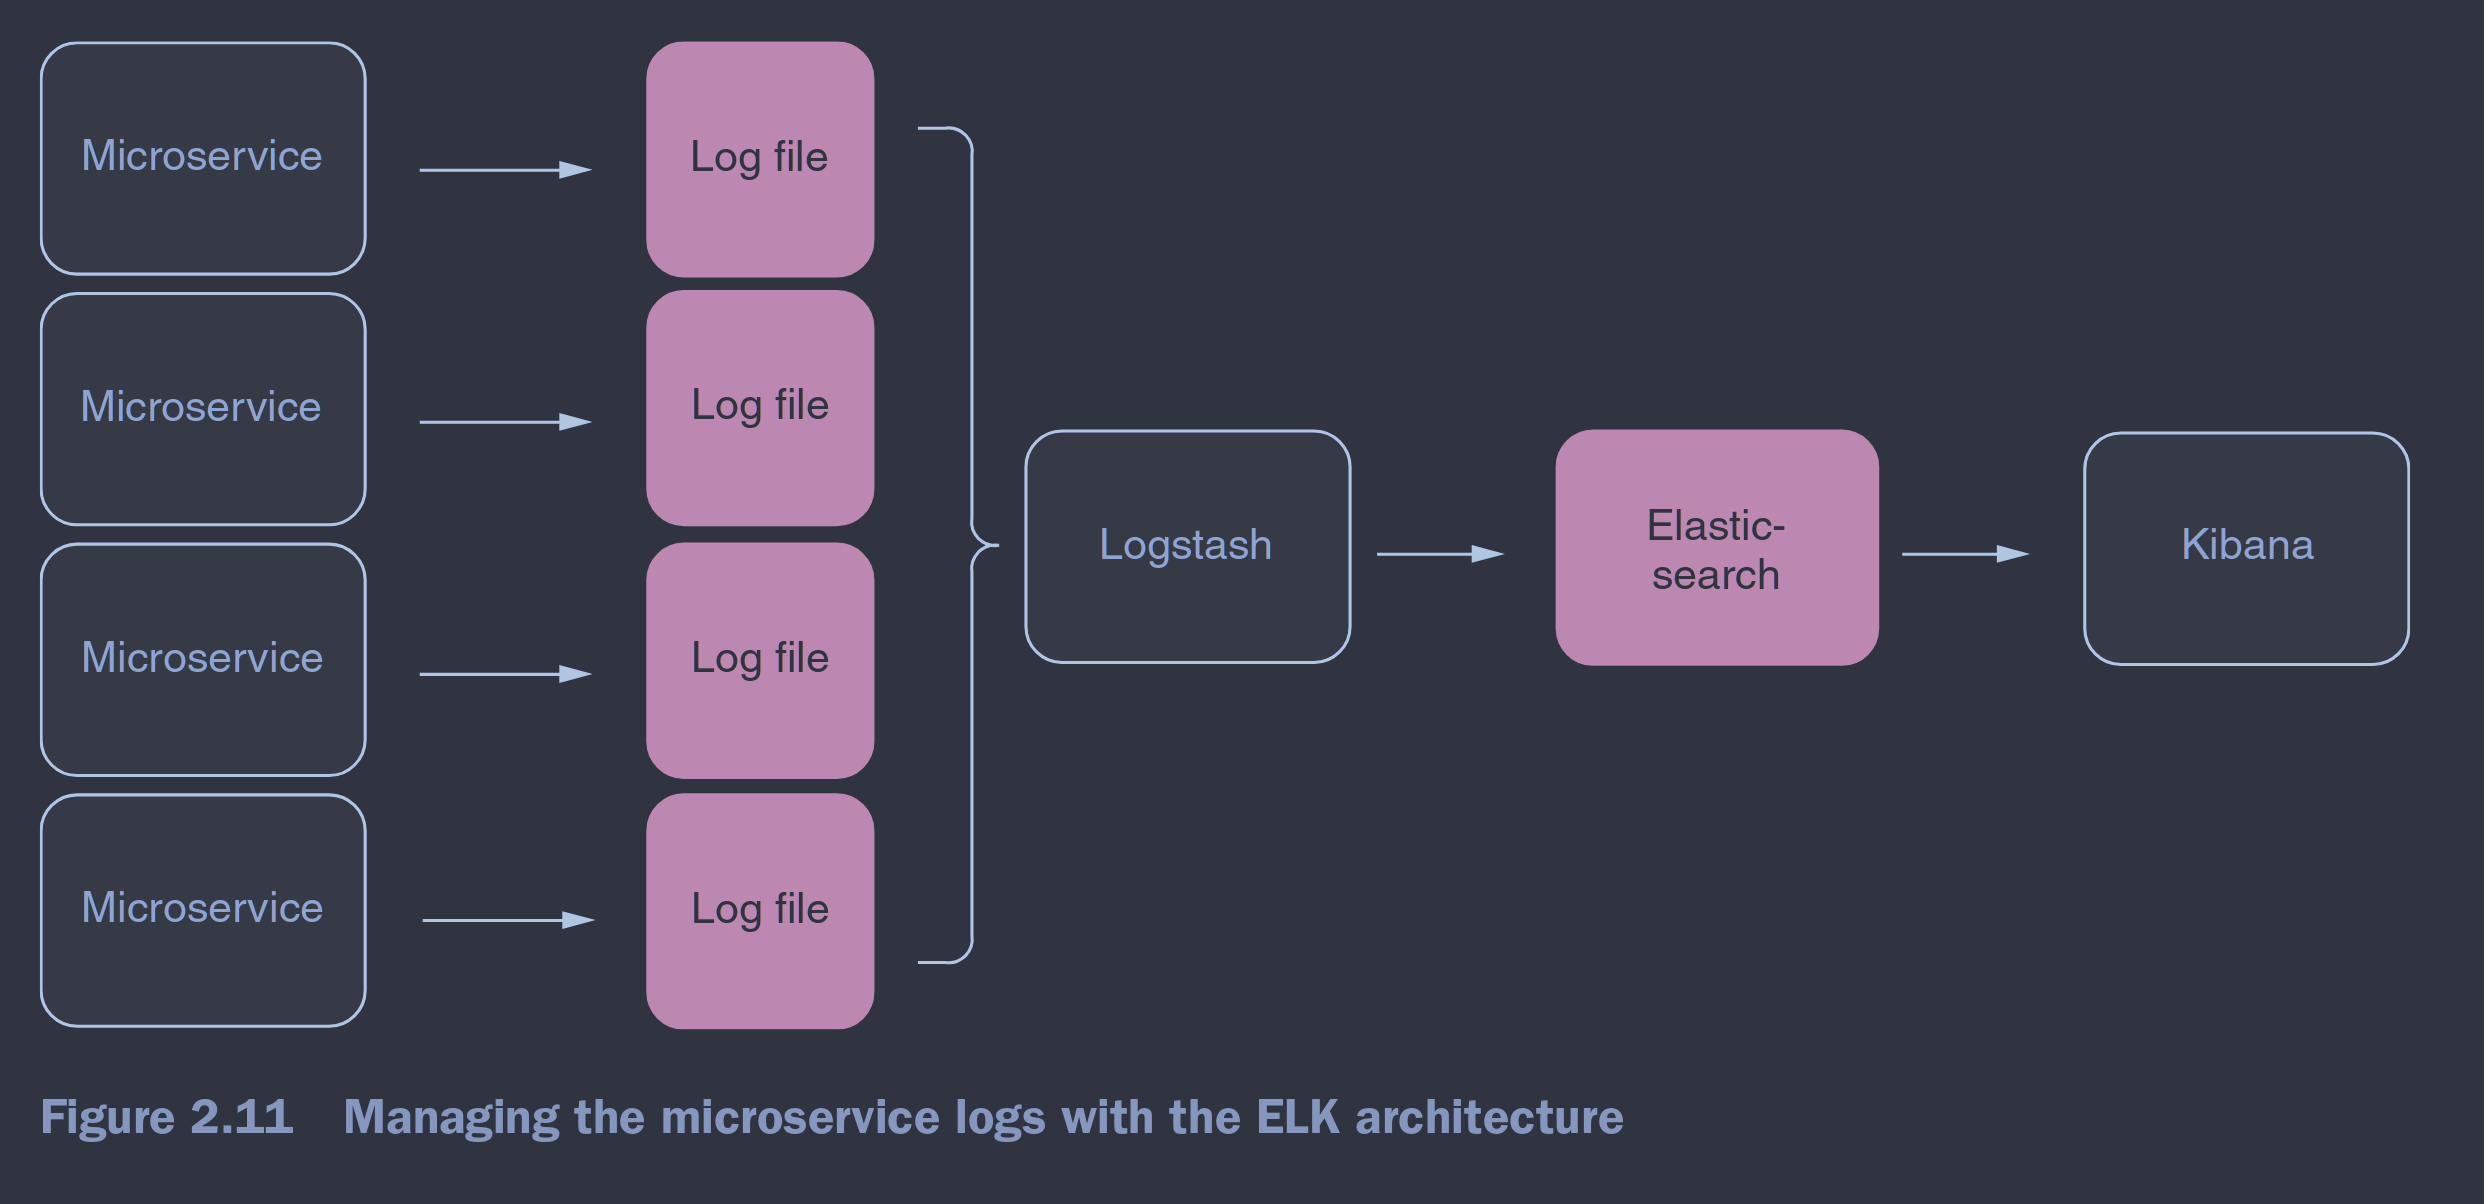 Microservice
Log file
Microservice
Log file
Microservice
Log file
Microservice
Log file
Logstash
Elastic-
search
Kibana
Figure 2.11 Managing the microservice logs with the ELK architecture